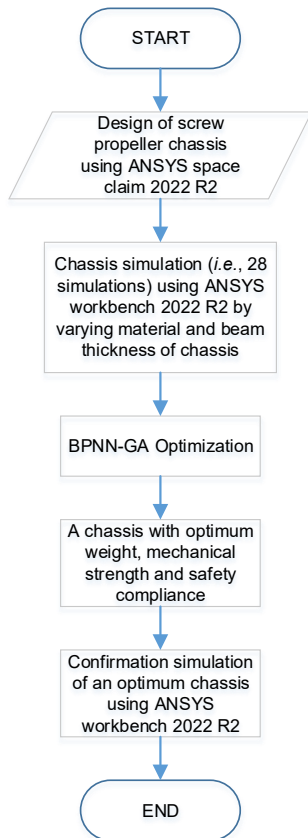 START
Design of screw
propeller chassis
using ANSYS space
claim 2022 R2
Chassis simulation (i.e., 28
simulations) using ANSYS
workbench 2022 R2 by
varying material and beam
thickness of chassis
BPNN-GA Optimization
A chassis with optimum
weight, mechanical
strength and safety
compliance
Confirmation simulation
of an optimum chassis
using ANSYS
workbench 2022 R2
END